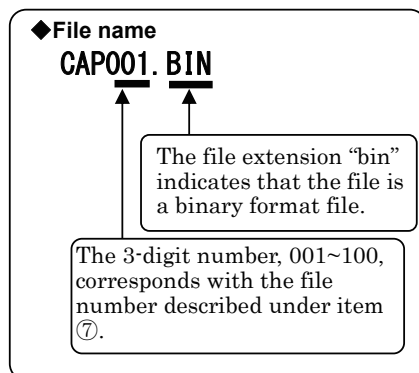 ◆File name
CAP001.BIN
The file extension “bin”
indicates that the file is
a binary format file.
The 3-digit number, 001~100,
corresponds with the file
number described under item
⑦.